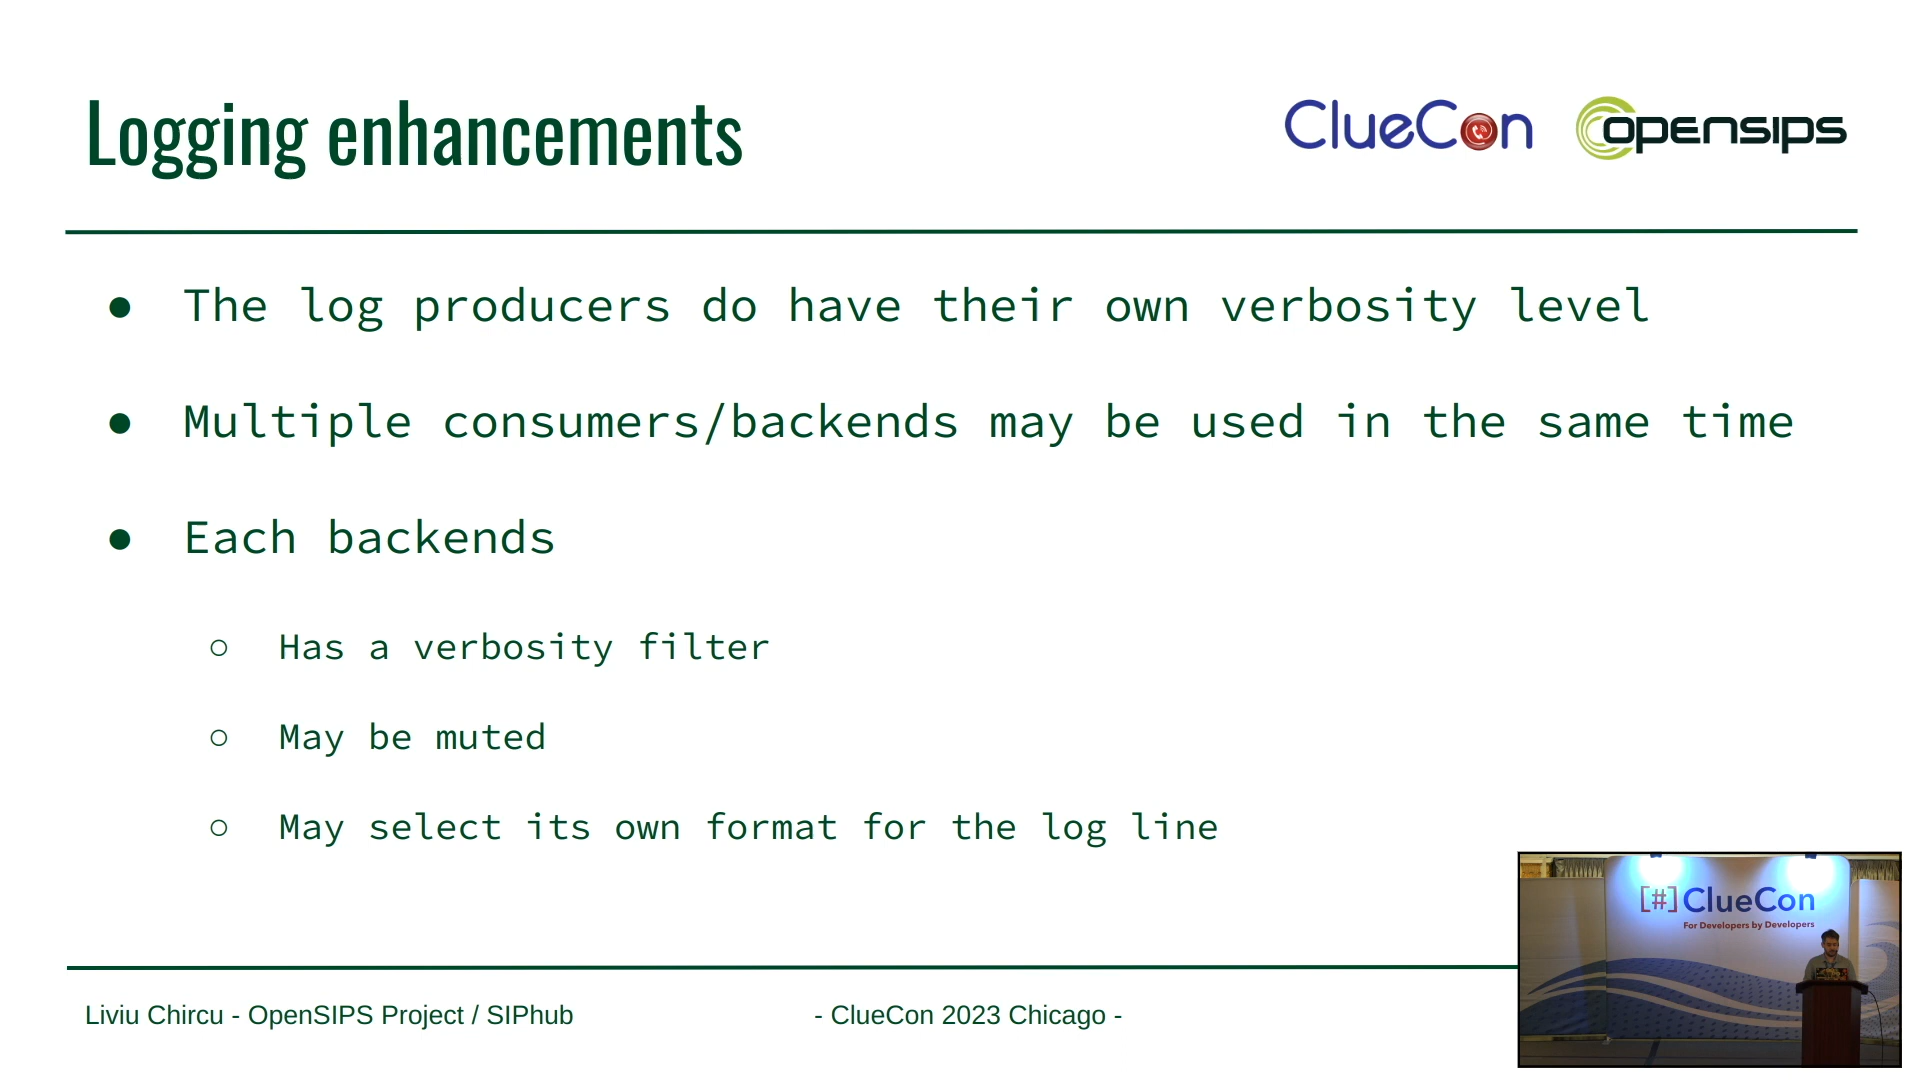 Logging enhancements
ClueCon
opensips
● The log producers do have their own verbosity level
● Multiple consumers/backends may be used in the same time
● Each backends
○ Has a verbosity filter
○ May be muted
○ May select its own format for the log line
[#]ClueCon
For Developers by Developers
Liviu Chircu - OpenSIPS Project / SIPhub
- ClueCon 2023 Chicago -